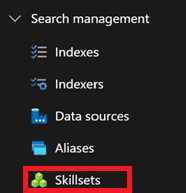 Search management
Indexes
Indexers
Data sources
Aliases
Skillsets